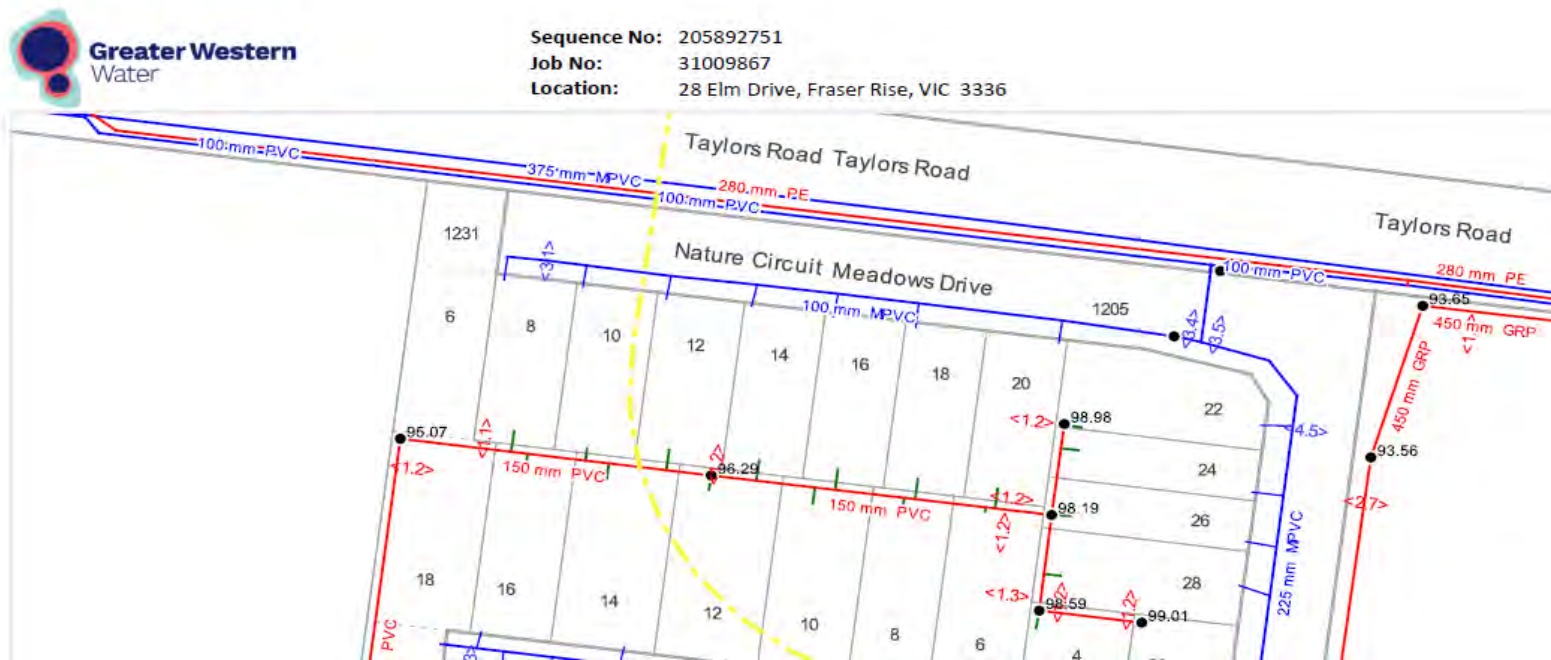 Greater Western
Water
Sequence No: 205892751
Job No: 31009867
Location: 28 Elm Drive, Fraser Rise, VIC 3336
100 mm PVC
375 mm MPVC
280 mm PE
100 mm PVC
Taylors Road Taylors Road
Taylors Road
1231
<3.1>
Nature Circuit Meadows Drive
100 mm PVC
280 mm PE
93.65
450 mm GRP
1205
100 mm MPVC
<3.4>
<3.5>
450 mm GRP
6
8
10
12
14
16
18
20
22
<1.2>
98.98
<4.5>
95.07
<1.1>
<1.2>
150 mm PVC
96.29
93.56
24
<1.2>
150 mm PVC
<1.2>
98.19
<1.2>
26
<2.7>
225 mm MPVC
18
16
14
12
10
8
6
4
28
<1.3>
98.59
<1.2>
99.01
PVC